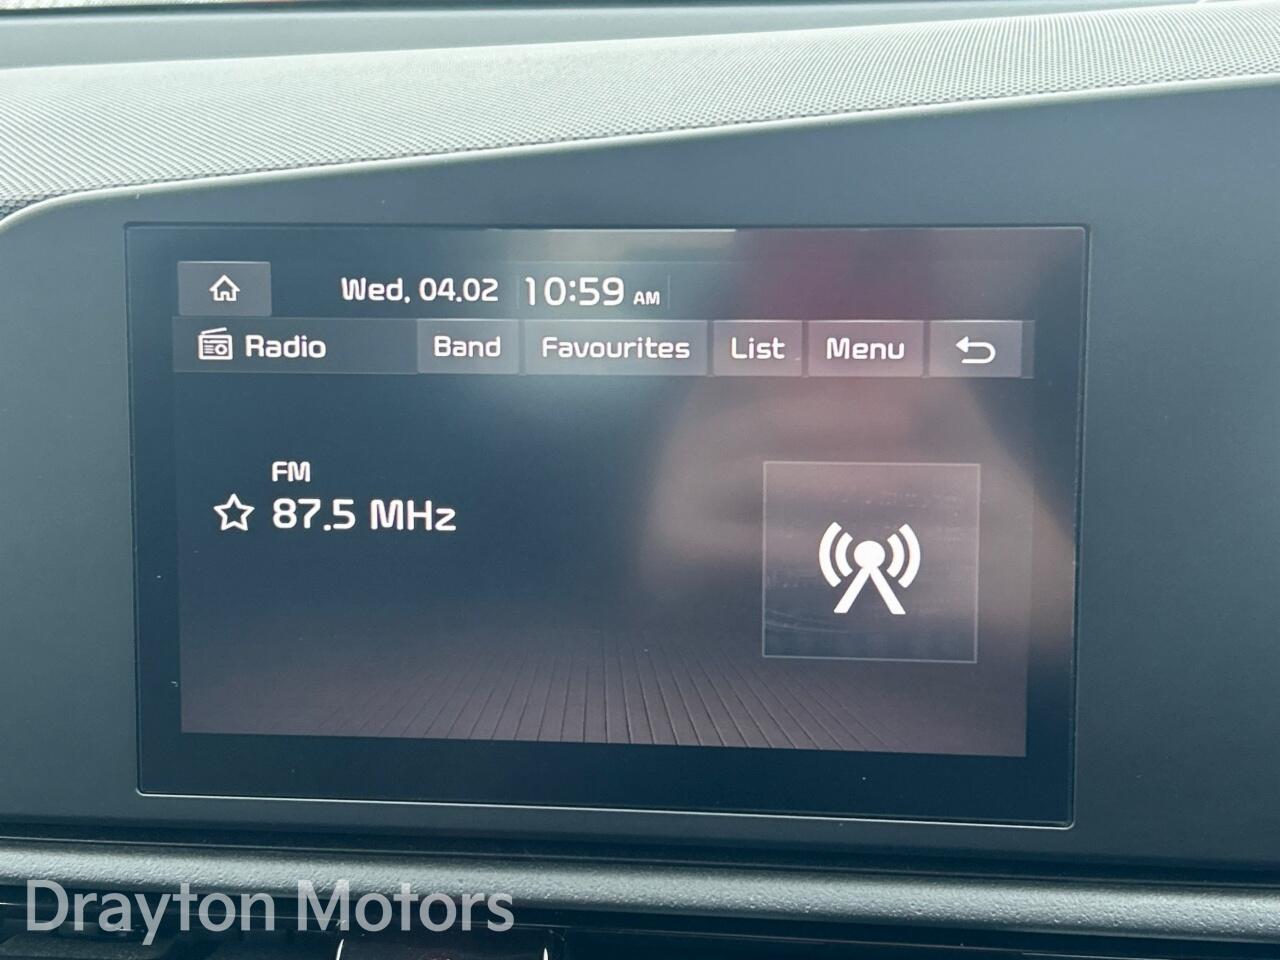 Wed, 04.02 10:59 AM
Radio Band Favourites List Menu
FM
87.5 MHz
Drayton Motors